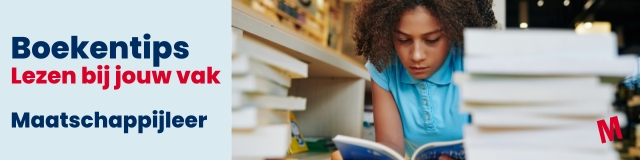 Boekentips
Lezen bij jouw vak
Maatschappijleer
M